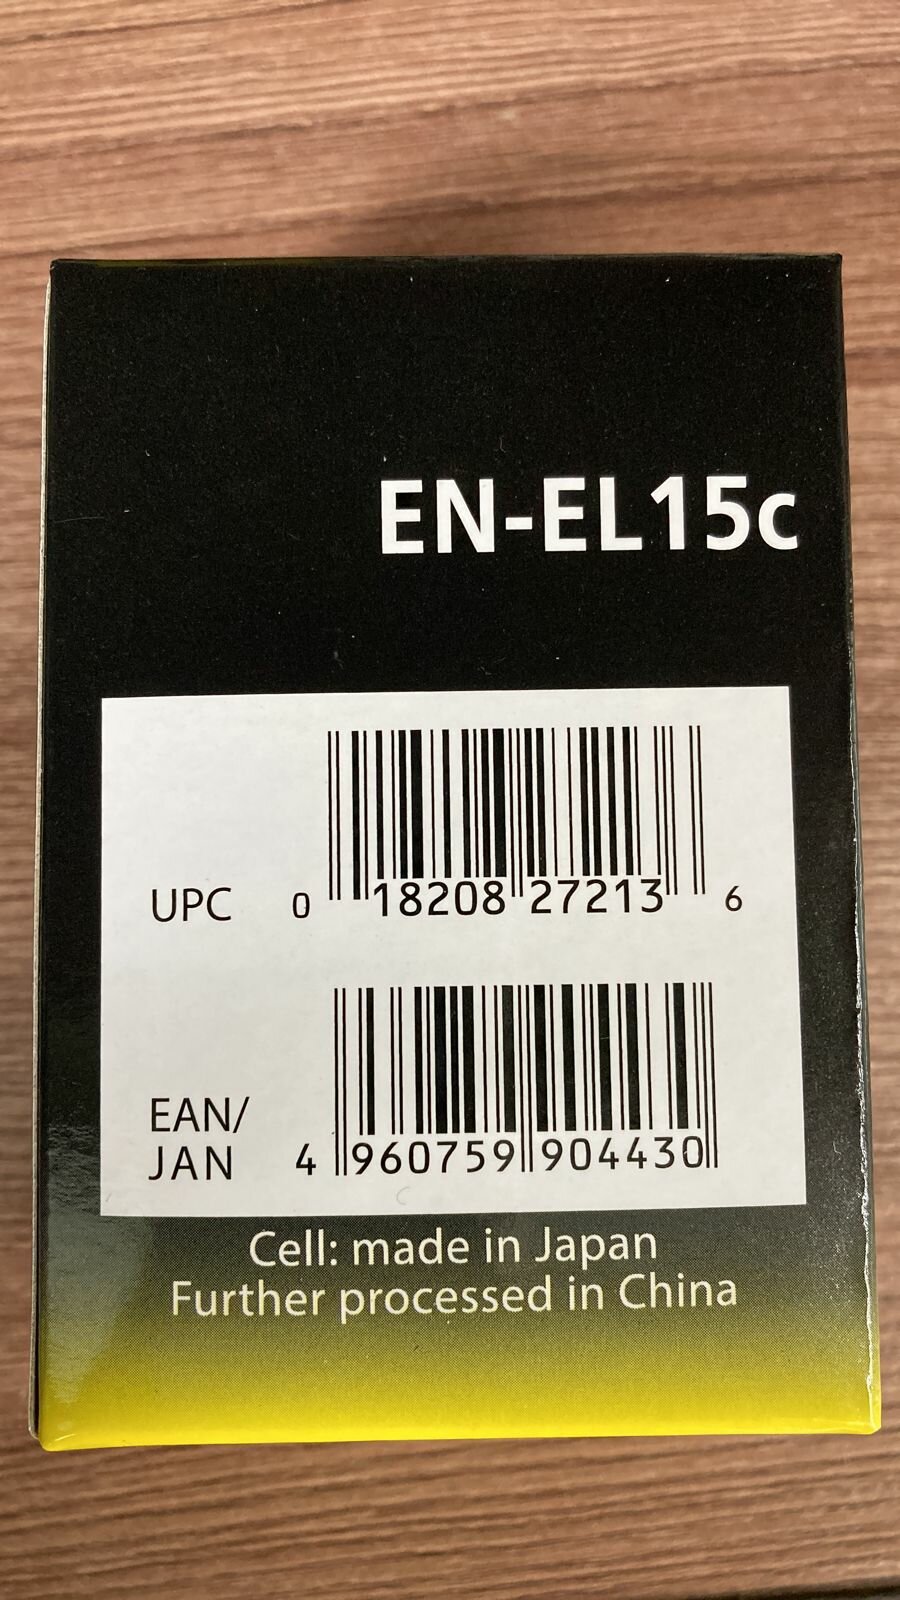 EN-EL15c
UPC 0 18208 27213 6
EAN/
JAN 4 960759 904430
Cell: made in Japan
Further processed in China